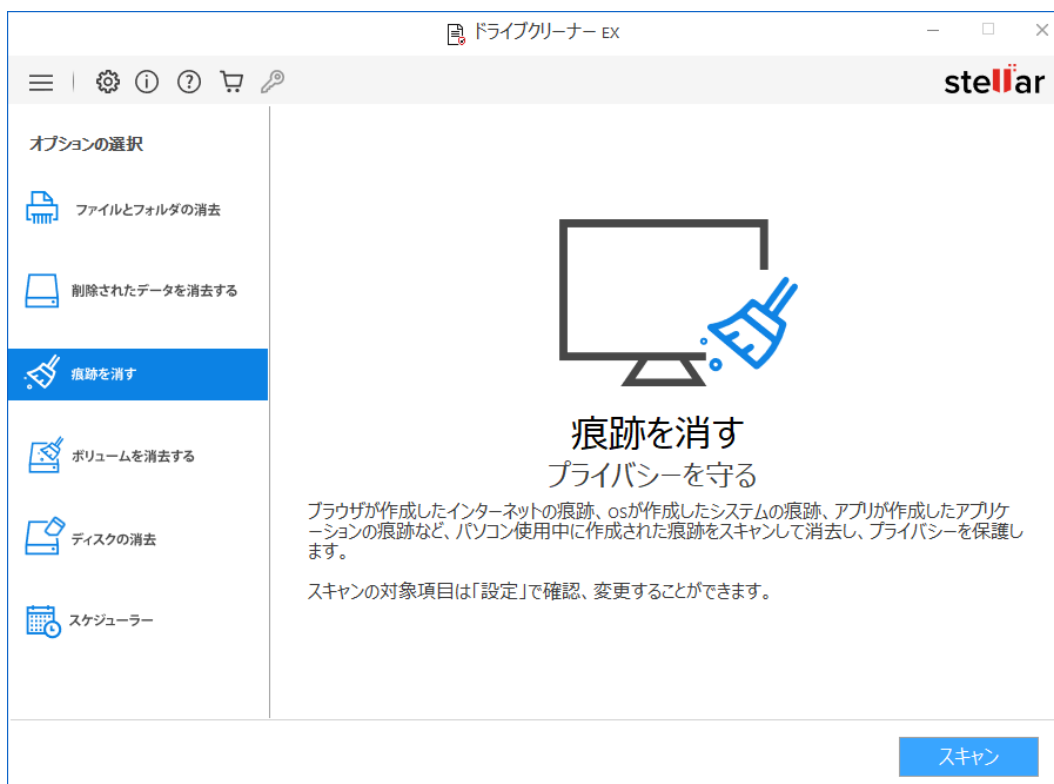 ドライブクリーナー EX
stellar
オプションの選択
ファイルとフォルダの消去
削除されたデータを消去する
痕跡を消す
ボリュームを消去する
ディスクの消去
スケジューラー
痕跡を消す
プライバシーを守る
ブラウザが作成したインターネットの痕跡、osが作成したシステムの痕跡、アプリが作成したアプリケ
ーションの痕跡など、パソコン使用中に作成された痕跡をスキャンして消去し、プライバシーを保護し
ます。
スキャンの対象項目は「設定」で確認、変更することができます。
スキャン